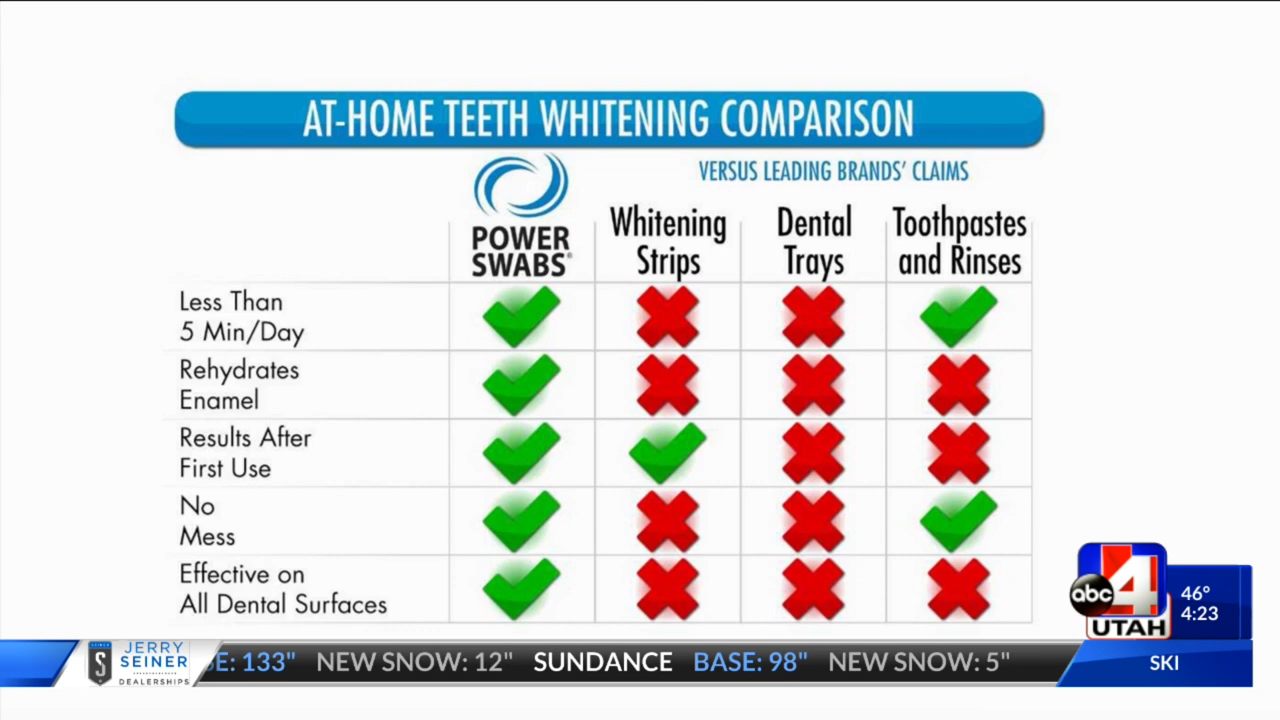 AT-HOME TEETH WHITENING COMPARISON
VERSUS LEADING BRANDS' CLAIMS
POWER
SWABS®
Whitening
Strips
Dental
Trays
Toothpastes
and Rinses
Less Than
5 Min/Day
Rehydrates
Enamel
Results After
First Use
No
Mess
Effective on
All Dental Surfaces
abc
4
UTAH
46°
4:23
JERRY
SEINER
DEALERSHIPS
S
E: 133" NEW SNOW: 12" SUNDANCE BASE: 98" NEW SNOW: 5"
SKI